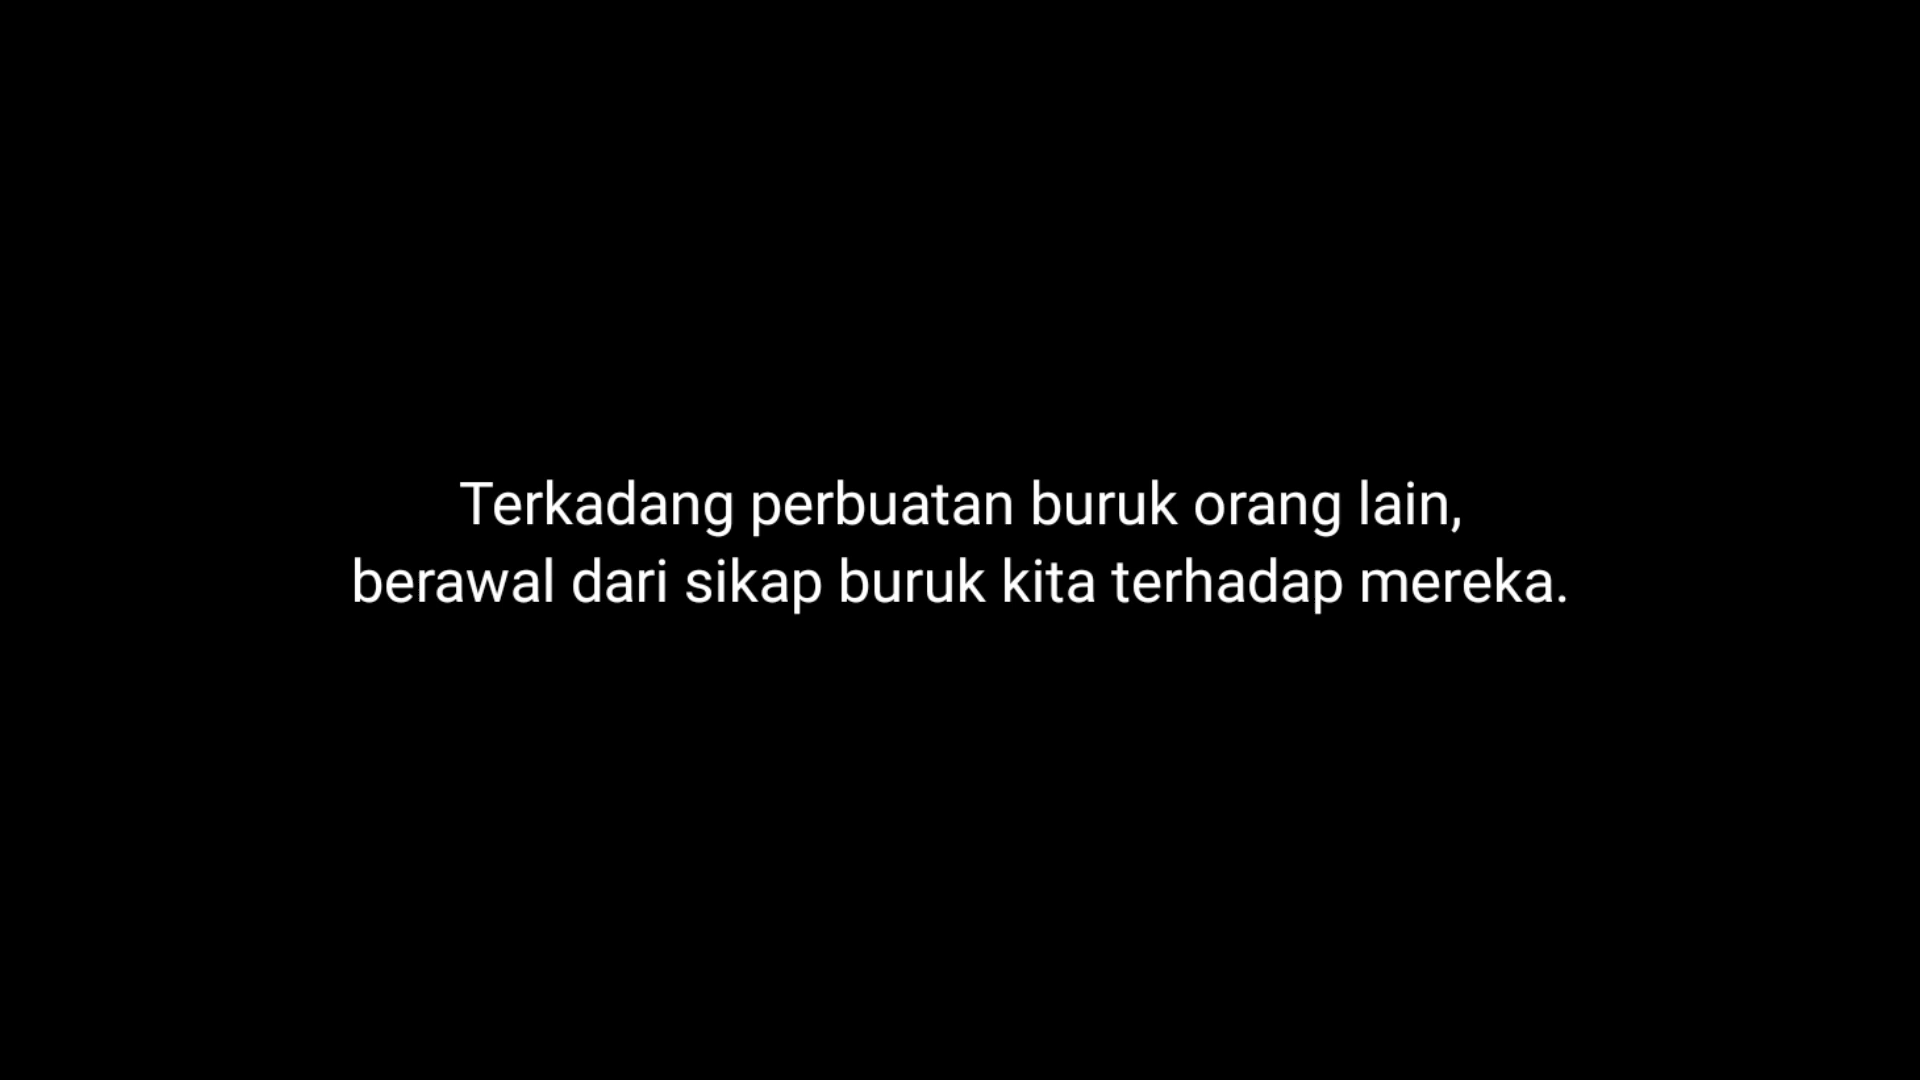 Terkadang perbuatan buruk orang lain,
berawal dari sikap buruk kita terhadap mereka.